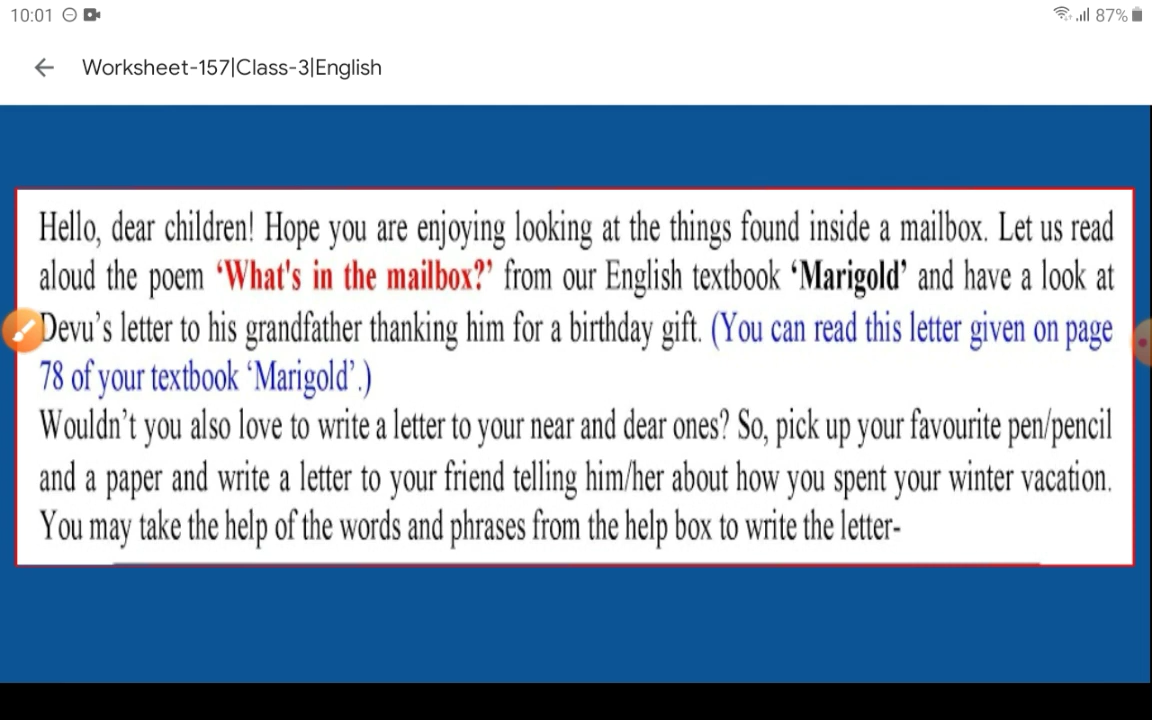 10:01 87%
Worksheet-157|Class-3|English
Hello, dear children! Hope you are enjoying looking at the things found inside a mailbox. Let us read
aloud the poem ‘What's in the mailbox?’ from our English textbook ‘Marigold’ and have a look at
Devu’s letter to his grandfather thanking him for a birthday gift. (You can read this letter given on page
78 of your textbook ‘Marigold’.)
Wouldn’t you also love to write a letter to your near and dear ones? So, pick up your favourite pen/pencil
and a paper and write a letter to your friend telling him/her about how you spent your winter vacation.
You may take the help of the words and phrases from the help box to write the letter-